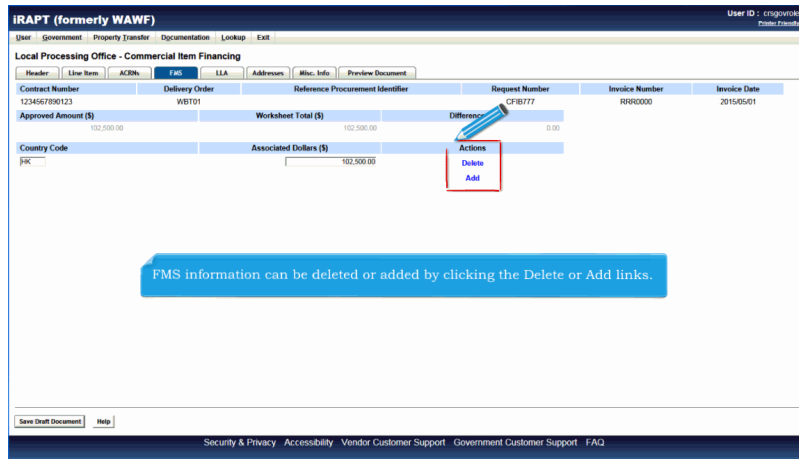 iRAPT (formerly WAWF)
User ID : crsgovrole
Printer Friendly
User Government Property Transfer Documentation Lookup Exit
Local Processing Office - Commercial Item Financing
Header Line Item ACRNs FMS LLA Addresses Misc. Info Preview Document
Contract Number Delivery Order Reference Procurement Identifier Request Number Invoice Number Invoice Date
1234567890123 WBT01 CFIB777 RRR0000 2015/05/01
Approved Amount ($) Worksheet Total ($) Difference
102,500.00 102,500.00 0.00
Country Code Associated Dollars ($) Actions
HK 102,500.00 Delete
Add
FMS information can be deleted or added by clicking the Delete or Add links.
Save Draft Document Help
Security & Privacy Accessibility Vendor Customer Support Government Customer Support FAQ